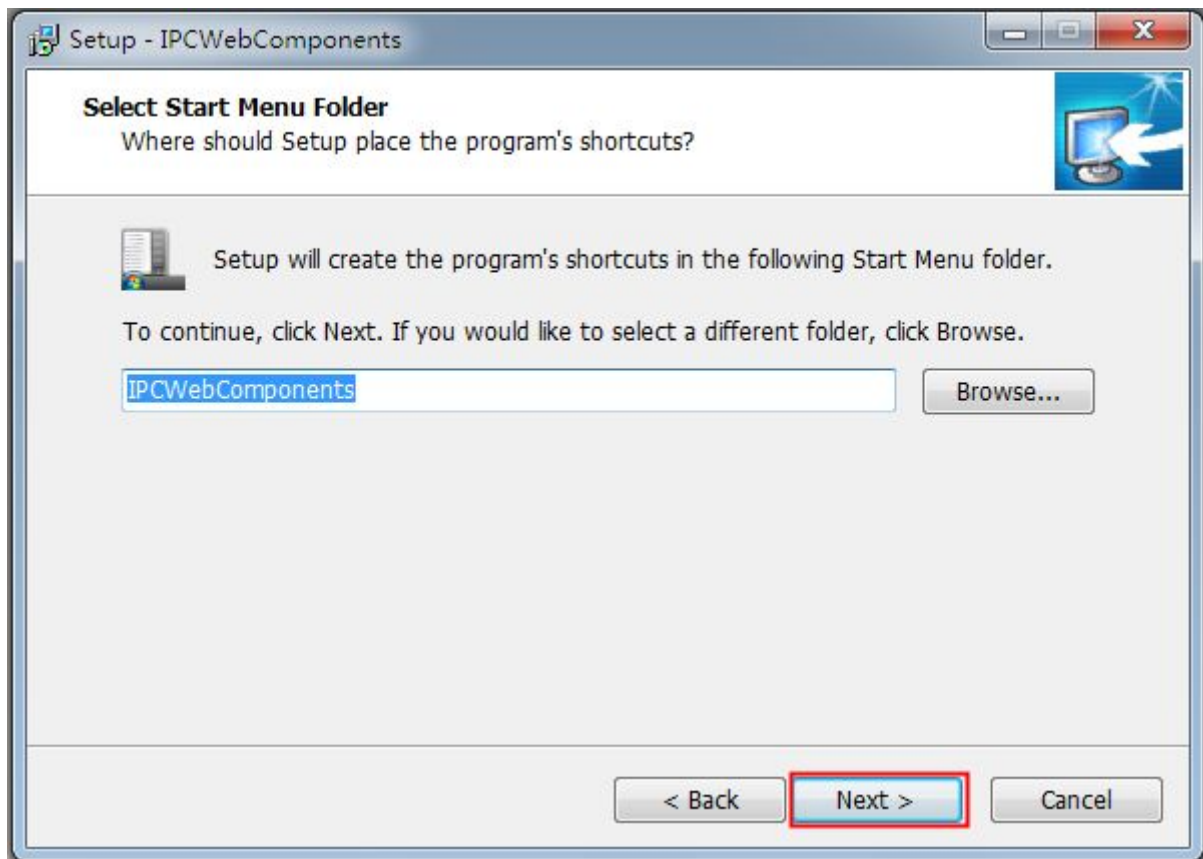 Setup - IPCWebComponents
Select Start Menu Folder
Where should Setup place the program's shortcuts?
Setup will create the program's shortcuts in the following Start Menu folder.
To continue, click Next. If you would like to select a different folder, click Browse.
IPCWebComponents
Browse...
< Back
Next >
Cancel